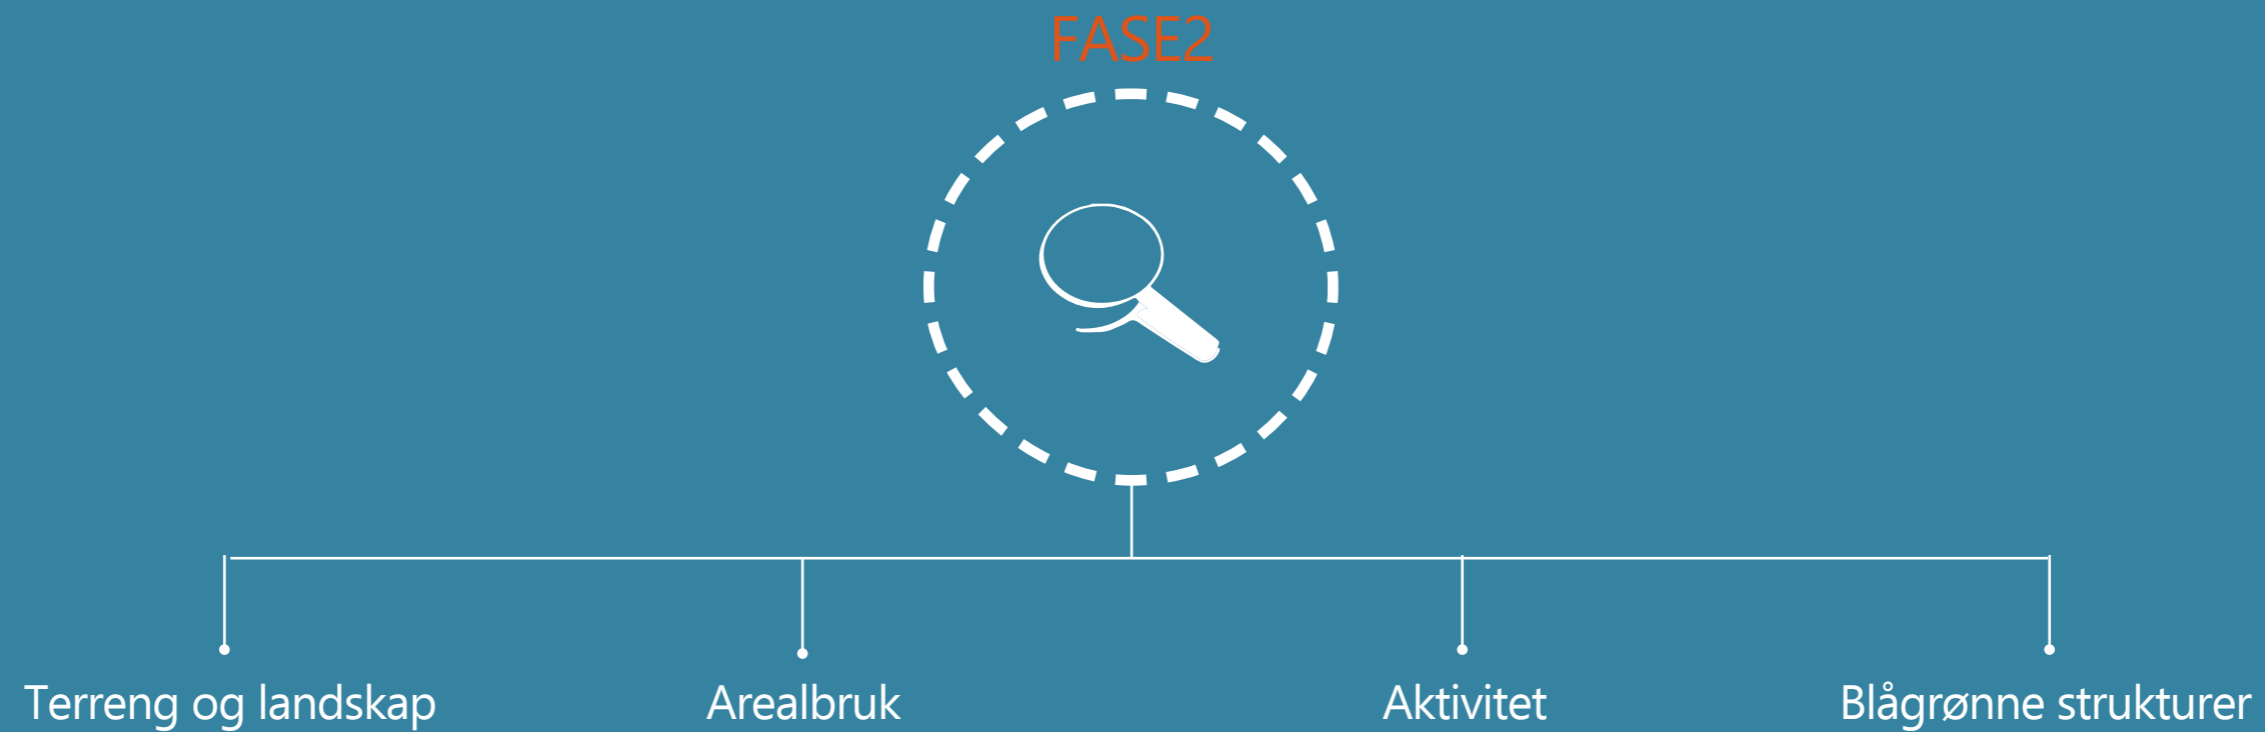 FASE2
Terreng og landskap
Arealbruk
Aktivitet
Blågrønne strukturer